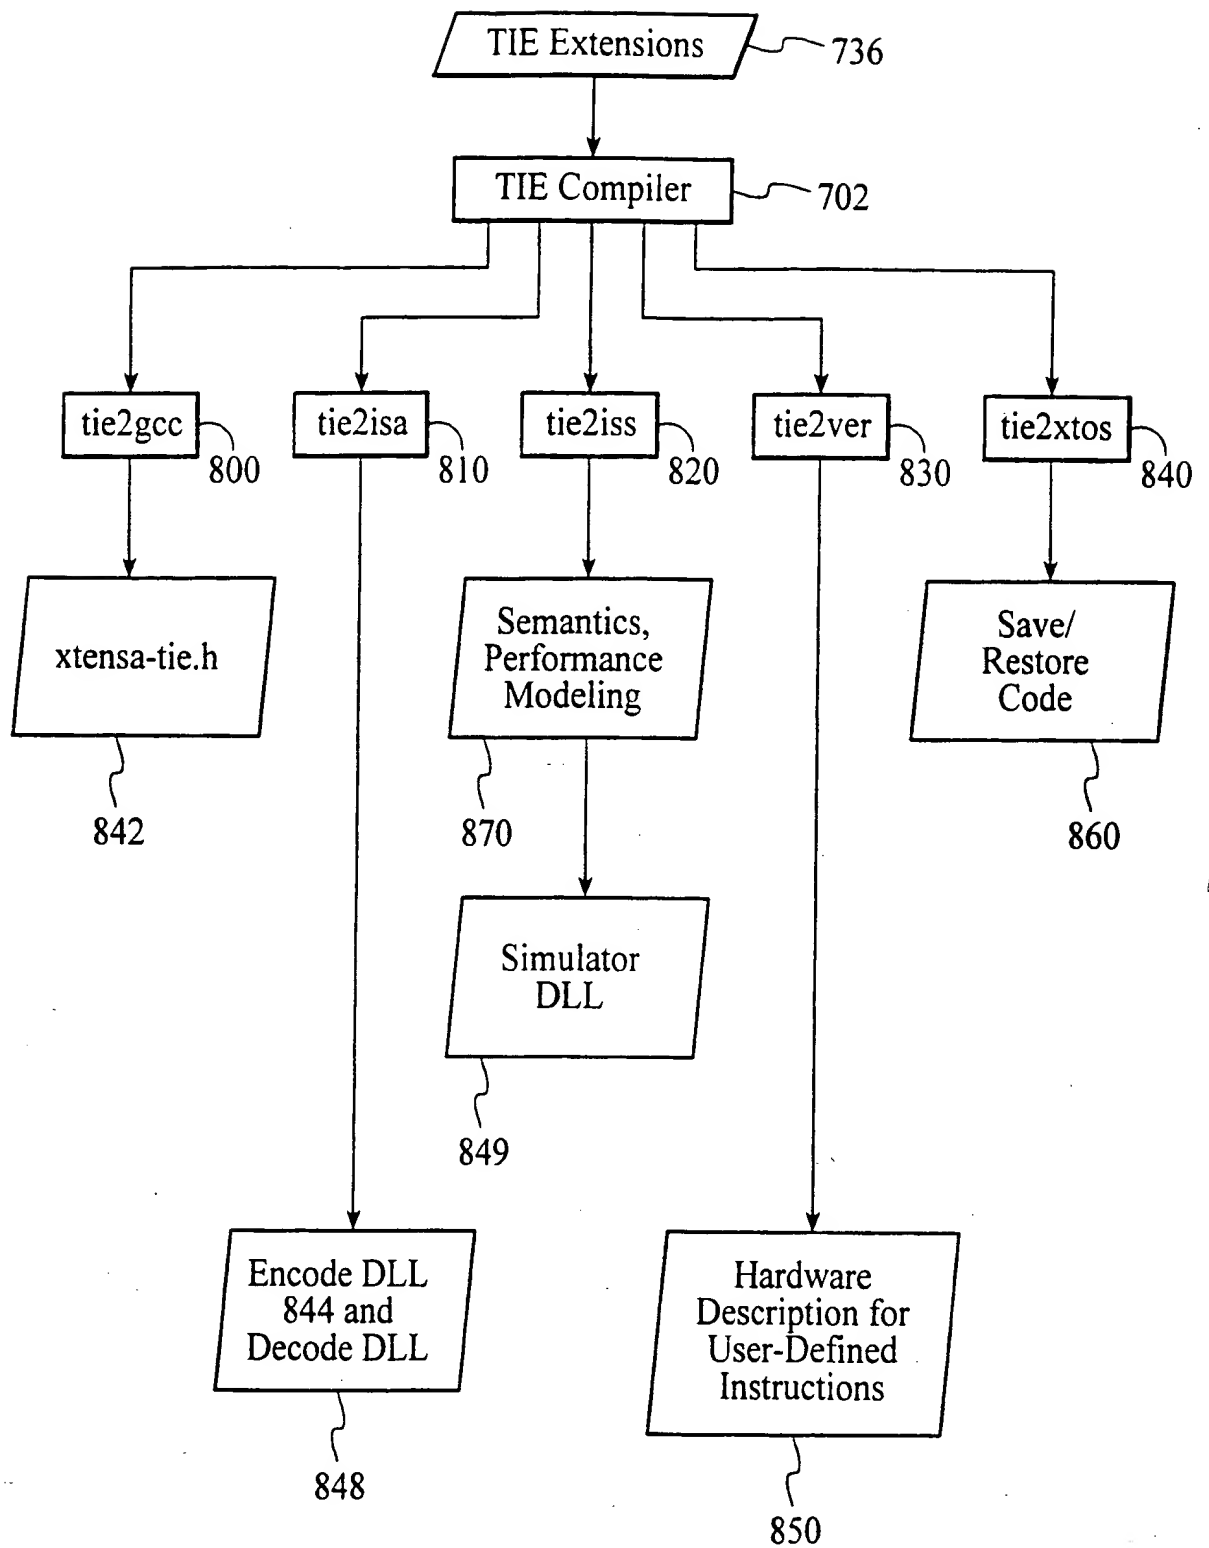 TIE Extensions
736
TIE Compiler
702
tie2gcc
800
tie2isa
810
tie2iss
820
tie2ver
830
tie2xtos
840
xtensa-tie.h
842
Semantics,
Performance
Modeling
870
Save/
Restore
Code
860
Simulator
DLL
849
Encode DLL
844 and
Decode DLL
848
Hardware
Description for
User-Defined
Instructions
850